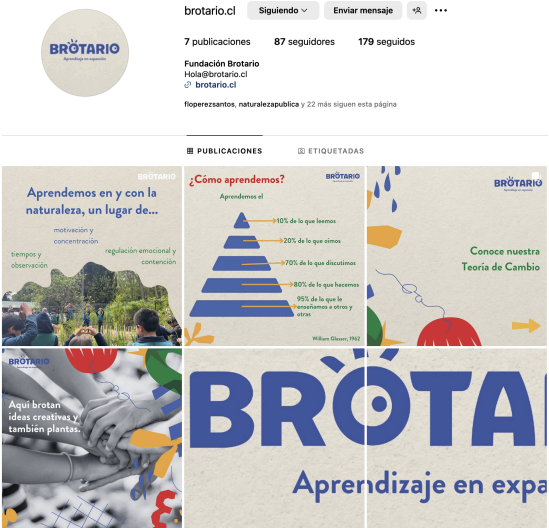 brotario.cl
Siguiendo
Enviar mensaje
BROTARIO
Aprendizaje en expansión
7 publicaciones
87 seguidores
179 seguidos
Fundación Brotario
Hola@brotario.cl
brotario.cl
floperezsantos, naturalezapublica y 22 más siguen esta página
PUBLICACIONES
ETIQUETADAS
BROTARIO
Aprendemos en y con la
naturaleza, un lugar de...
motivación y
concentración
tiempos y
observación
regulación emocional y
contención
¿Cómo aprendemos?
BROTARIO
Aprendemos el
10% de lo que leemos
20% de lo que oímos
70% de lo que discutimos
80% de lo que hacemos
95% de lo que le
enseñamos a otros y
otras
William Glasser, 1962
BROTARIO
Conoce nuestra
Teoría de Cambio
BROTARIO
Aquí brotan
ideas creativas y
también plantas.
BROTA
Aprendizaje en expa